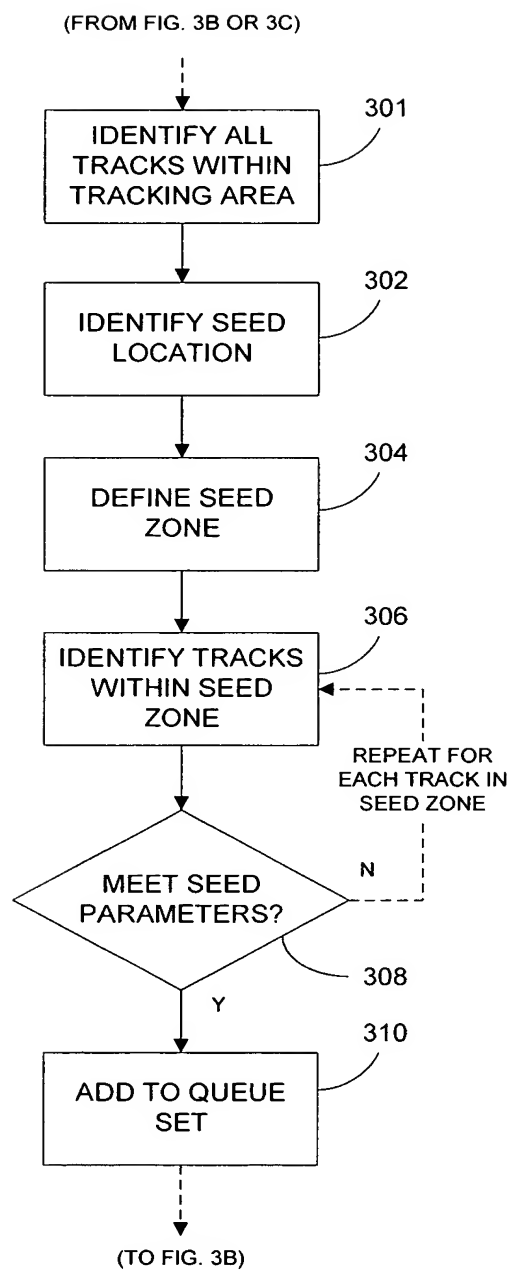 (FROM FIG. 3B OR 3C)
301
IDENTIFY ALL
TRACKS WITHIN
TRACKING AREA
302
IDENTIFY SEED
LOCATION
304
DEFINE SEED
ZONE
306
IDENTIFY TRACKS
WITHIN SEED
ZONE
REPEAT FOR
EACH TRACK IN
SEED ZONE
N
MEET SEED
PARAMETERS?
308
Y
310
ADD TO QUEUE
SET
(TO FIG. 3B)